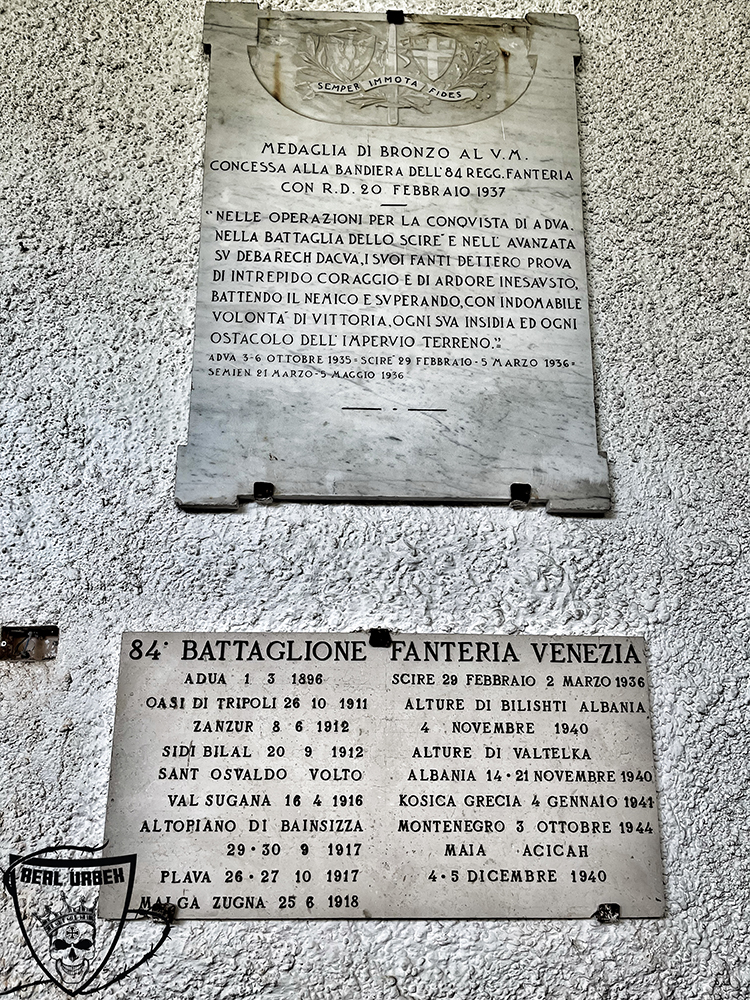 SEMPER IMMOTA FIDES
MEDAGLIA DI BRONZO AL V.M.
CONCESSA ALLA BANDIERA DELL'84 REGG. FANTERIA
CON R.D. 20 FEBBRAIO 1937
"NELLE OPERAZIONI PER LA CONQVISTA DI ADVA.
NELLA BATTAGLIA DELLO SCIRE' E NELL' AVANZATA
SV DEBARECH DACVA, I SVOI FANTI DETTERO PROVA
DI INTREPIDO CORAGGIO E DI ARDORE INESAVSTO,
BATTENDO IL NEMICO E SVPERANDO, CON INDOMABILE
VOLONTA' DI VITTORIA, OGNI SVA INSIDIA ED OGNI
OSTACOLO DELL' IMPERVIO TERRENO."
ADVA 3-6 OTTOBRE 1935 = SCIRE' 29 FEBBRAIO - 5 MARZO 1936 =
SEMIEN 21 MARZO - 5 MAGGIO 1936
84° BATTAGLIONE FANTERIA VENEZIA
ADUA 1 3 1896
OASI DI TRIPOLI 26 10 1911
ZANZUR 8 6 1912
SIDI BILAL 20 9 1912
SANT OSVALDO VOLTO
VAL SUGANA 16 4 1916
ALTOPIANO DI BAINSIZZA
29·30 9 1917
PLAVA 26·27 10 1917
MALGA ZUGNA 25 6 1918
SCIRE 29 FEBBRAIO 2 MARZO 1936
ALTURE DI BILISHTI ALBANIA
4 NOVEMBRE 1940
ALTURE DI VALTELKA
ALBANIA 14·21 NOVEMBRE 1940
KOSICA GRECIA 4 GENNAIO 1941
MONTENEGRO 3 OTTOBRE 1944
MAIA ACICAH
4·5 DICEMBRE 1940
REAL URBEX